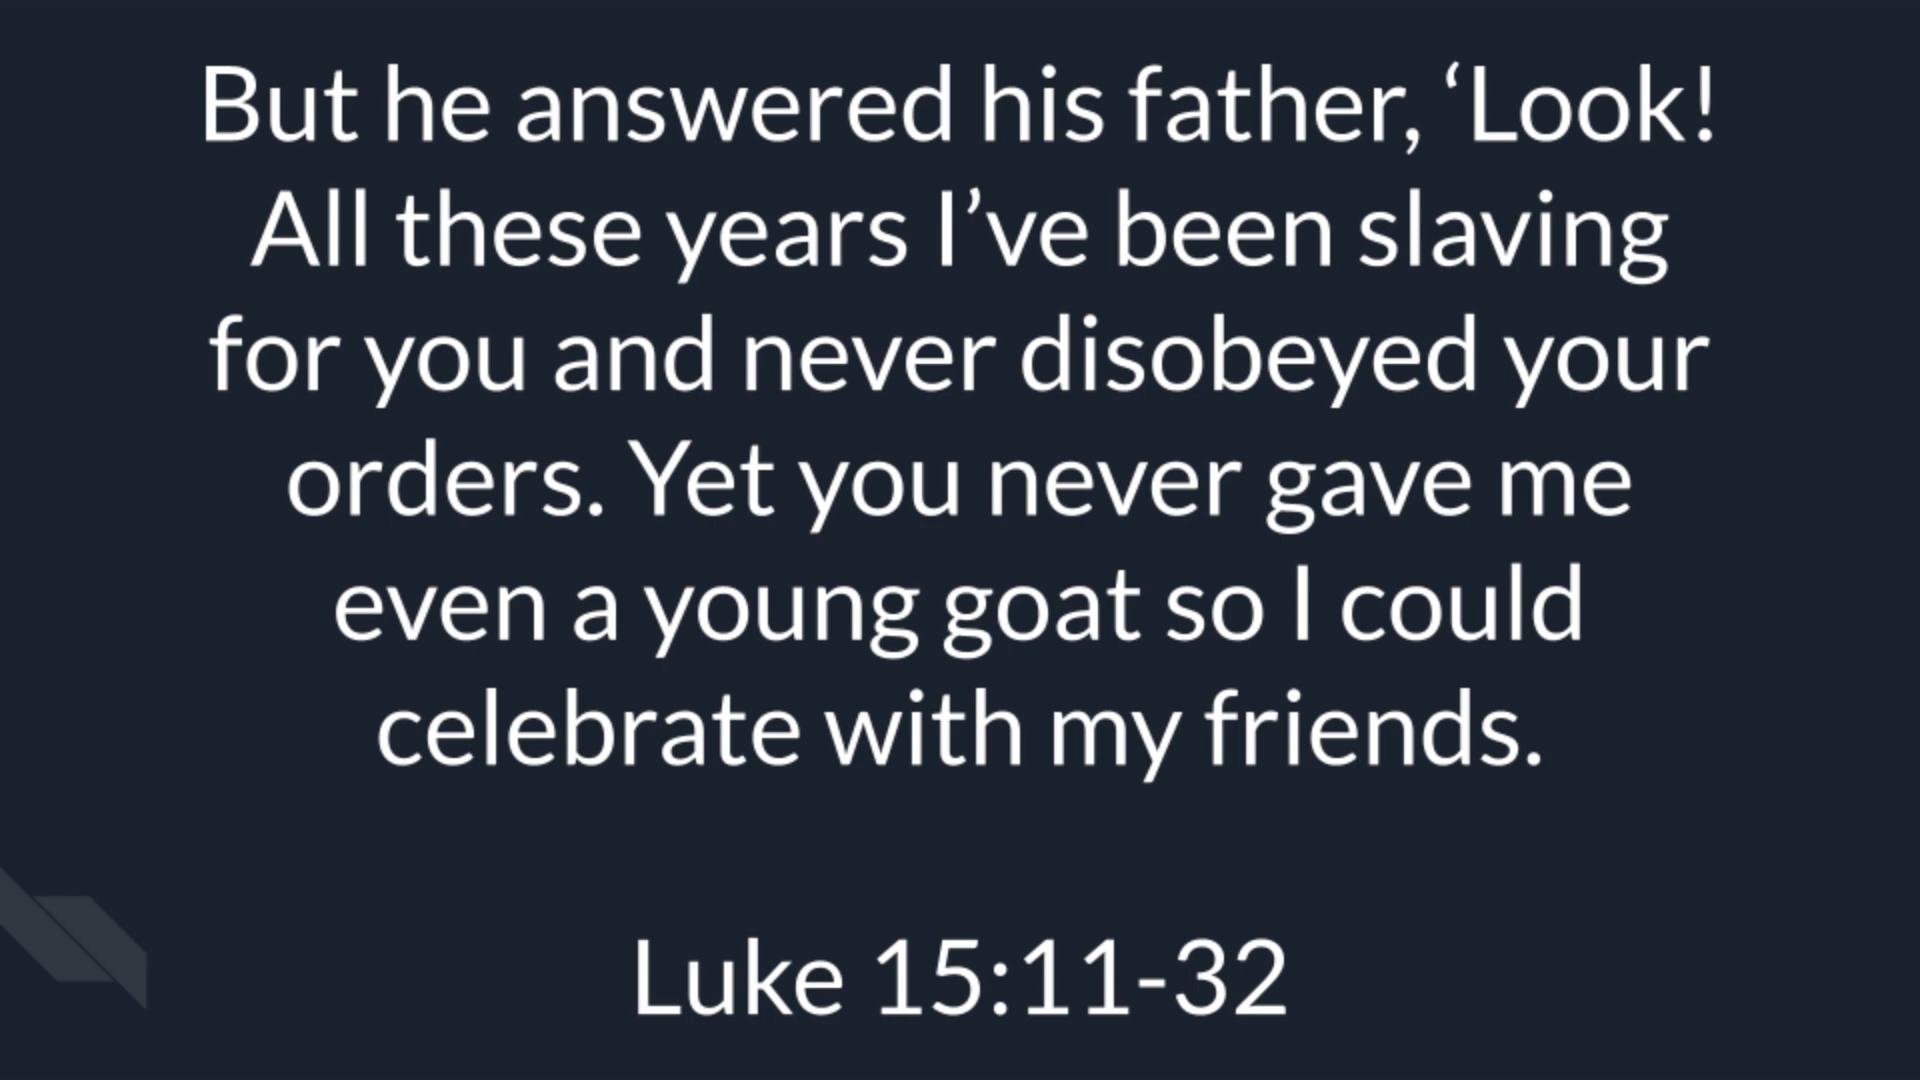 But he answered his father, ‘Look!
All these years I’ve been slaving
for you and never disobeyed your
orders. Yet you never gave me
even a young goat so I could
celebrate with my friends.
Luke 15:11-32